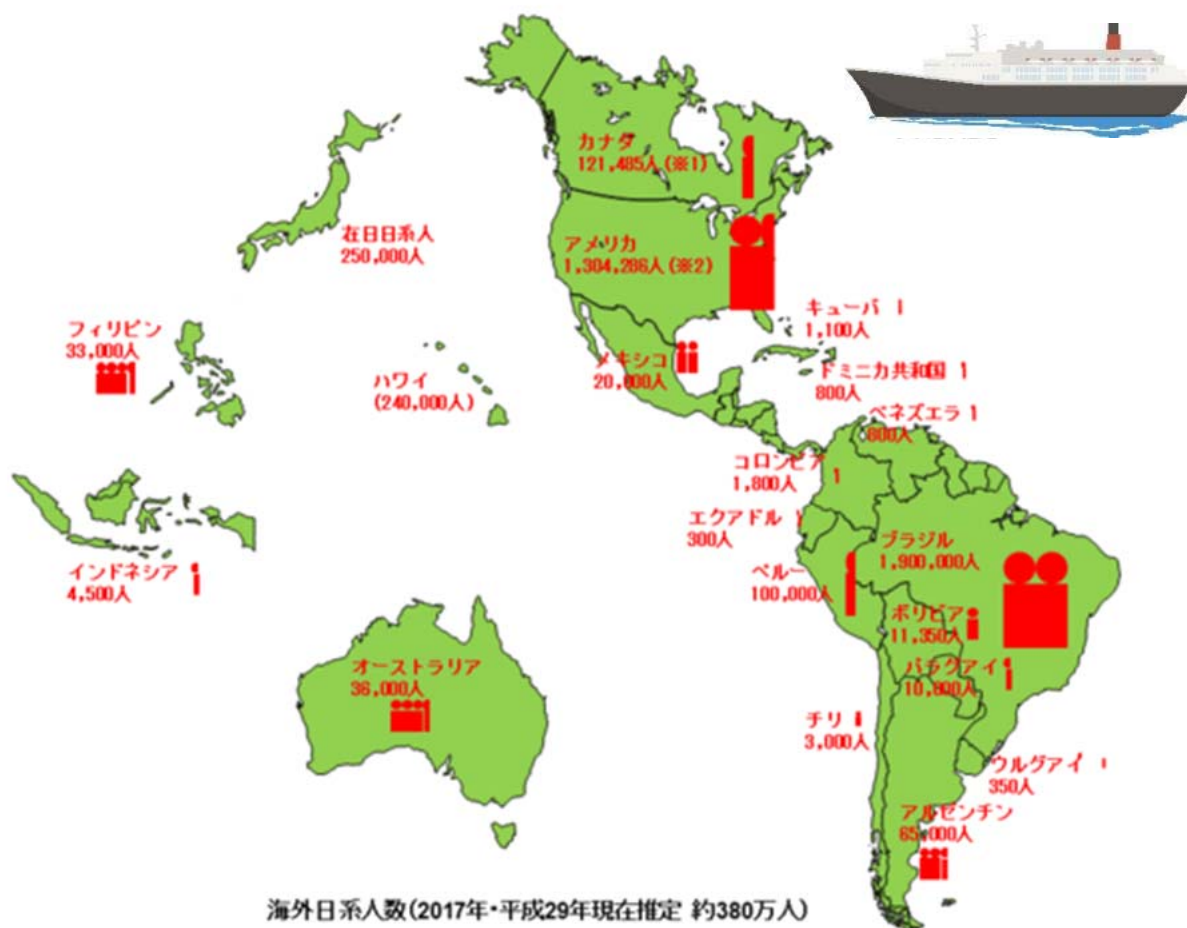 カナダ
121,485人(※1)
アメリカ
1,304,286人(※2)
在日日系人
250,000人
フィリピン
33,000人
ハワイ
(240,000人)
メキシコ
20,000人
キューバ
1,100人
ドミニカ共和国
800人
ベネズエラ
800人
コロンビア
1,800人
エクアドル
300人
ブラジル
1,900,000人
ペルー
100,000人
インドネシア
4,500人
ボリビア
11,350人
パラグアイ
オーストラリア
36,000人
チリ
3,000人
ウルグアイ
350人
アルゼンチン
65,000人
海外日系人数(2017年・平成29年現在推定 約380万人)